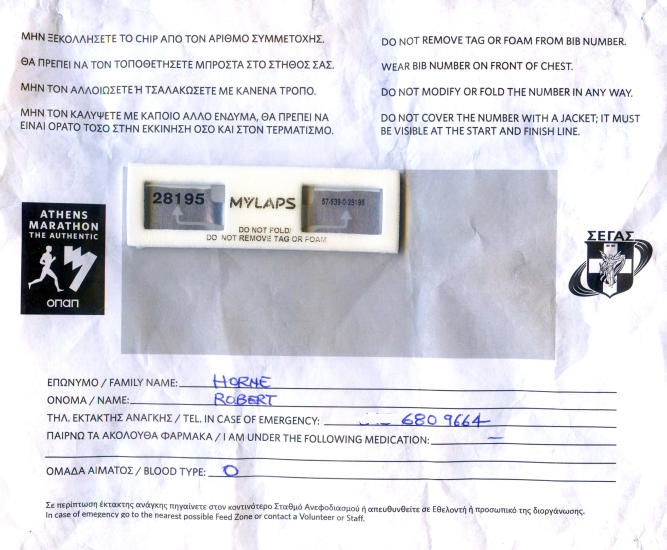 ΜΗΝ ΞΕΚΟΛΛΗΣΕΤΕ ΤΟ CHIP ΑΠΟ ΤΟΝ ΑΡΙΘΜΟ ΣΥΜΜΕΤΟΧΗΣ.
ΘΑ ΠΡΕΠΕΙ ΝΑ ΤΟΝ ΤΟΠΟΘΕΤΗΣΕΤΕ ΜΠΡΟΣΤΑ ΣΤΟ ΣΤΗΘΟΣ ΣΑΣ.
ΜΗΝ ΤΟΝ ΑΛΛΟΙΩΣΕΤΕ Ή ΤΣΑΛΑΚΩΣΕΤΕ ΜΕ ΚΑΝΕΝΑ ΤΡΟΠΟ.
ΜΗΝ ΤΟΝ ΚΑΛΥΨΕΤΕ ΜΕ ΚΑΠΟΙΟ ΑΛΛΟ ΕΝΔΥΜΑ, ΘΑ ΠΡΕΠΕΙ ΝΑ
ΕΙΝΑΙ ΟΡΑΤΟ ΤΟΣΟ ΣΤΗΝ ΕΚΚΙΝΗΣΗ ΟΣΟ ΚΑΙ ΣΤΟΝ ΤΕΡΜΑΤΙΣΜΟ.
DO NOT REMOVE TAG OR FOAM FROM BIB NUMBER.
WEAR BIB NUMBER ON FRONT OF CHEST.
DO NOT MODIFY OR FOLD THE NUMBER IN ANY WAY.
DO NOT COVER THE NUMBER WITH A JACKET; IT MUST
BE VISIBLE AT THE START AND FINISH LINE.
28195 MYLAPS
DO NOT FOLD!
DO NOT REMOVE TAG OR FOAM
ATHENS
MARATHON
THE AUTHENTIC
οπαπ
ΣΕΓΑΣ
ΕΠΩΝΥΜΟ / FAMILY NAME: HORNE
ΟΝΟΜΑ / NAME: ROBERT
ΤΗΛ. ΕΚΤΑΚΤΗΣ ΑΝΑΓΚΗΣ / TEL. IN CASE OF EMERGENCY: 680 9664
ΠΑΙΡΝΩ ΤΑ ΑΚΟΛΟΥΘΑ ΦΑΡΜΑΚΑ / I AM UNDER THE FOLLOWING MEDICATION: —
ΟΜΑΔΑ ΑΙΜΑΤΟΣ / BLOOD TYPE: O
Σε περίπτωση έκτακτης ανάγκης πηγαίνετε στον κοντινότερο Σταθμό Ανεφοδιασμού ή απευθυνθείτε σε Εθελοντή ή προσωπικό της διοργάνωσης.
In case of emegency go to the nearest possible Feed Zone or contact a Volunteer or Staff.